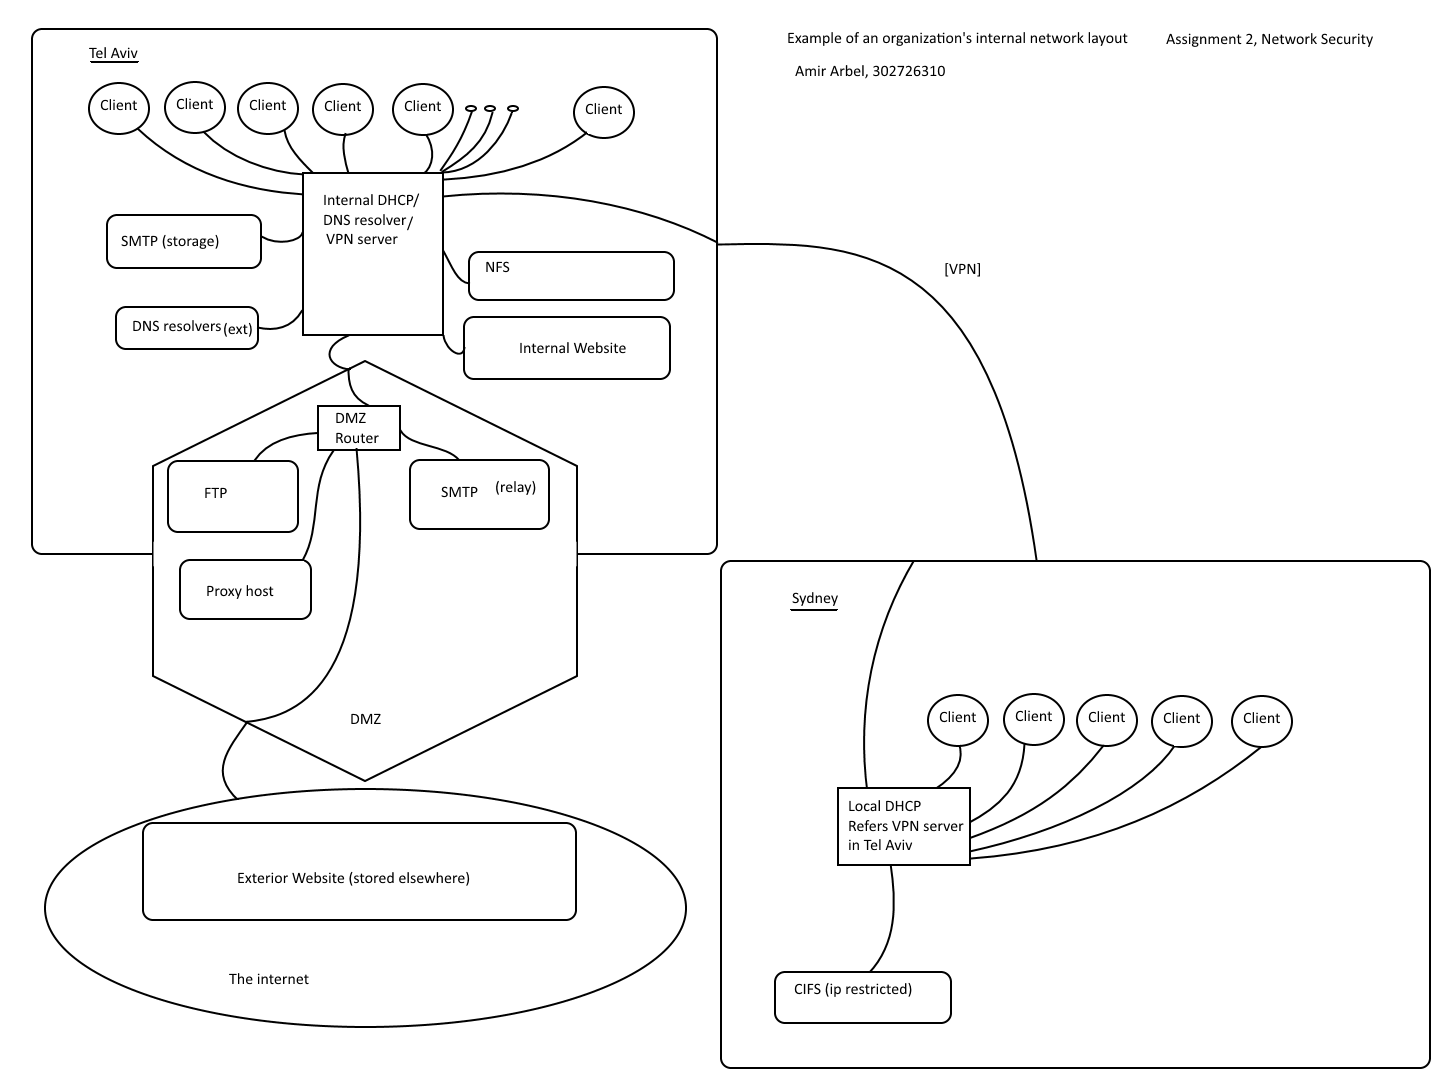 Example of an organization's internal network layout
Assignment 2, Network Security
Amir Arbel, 302726310
Tel Aviv
Client
Client
Client
Client
Client
Client
Internal DHCP/
DNS resolver/
VPN server
SMTP (storage)
NFS
DNS resolvers (ext)
Internal Website
[VPN]
DMZ
Router
FTP
SMTP (relay)
Proxy host
DMZ
Exterior Website (stored elsewhere)
The internet
Sydney
Client
Client
Client
Client
Client
Local DHCP
Refers VPN server
in Tel Aviv
CIFS (ip restricted)